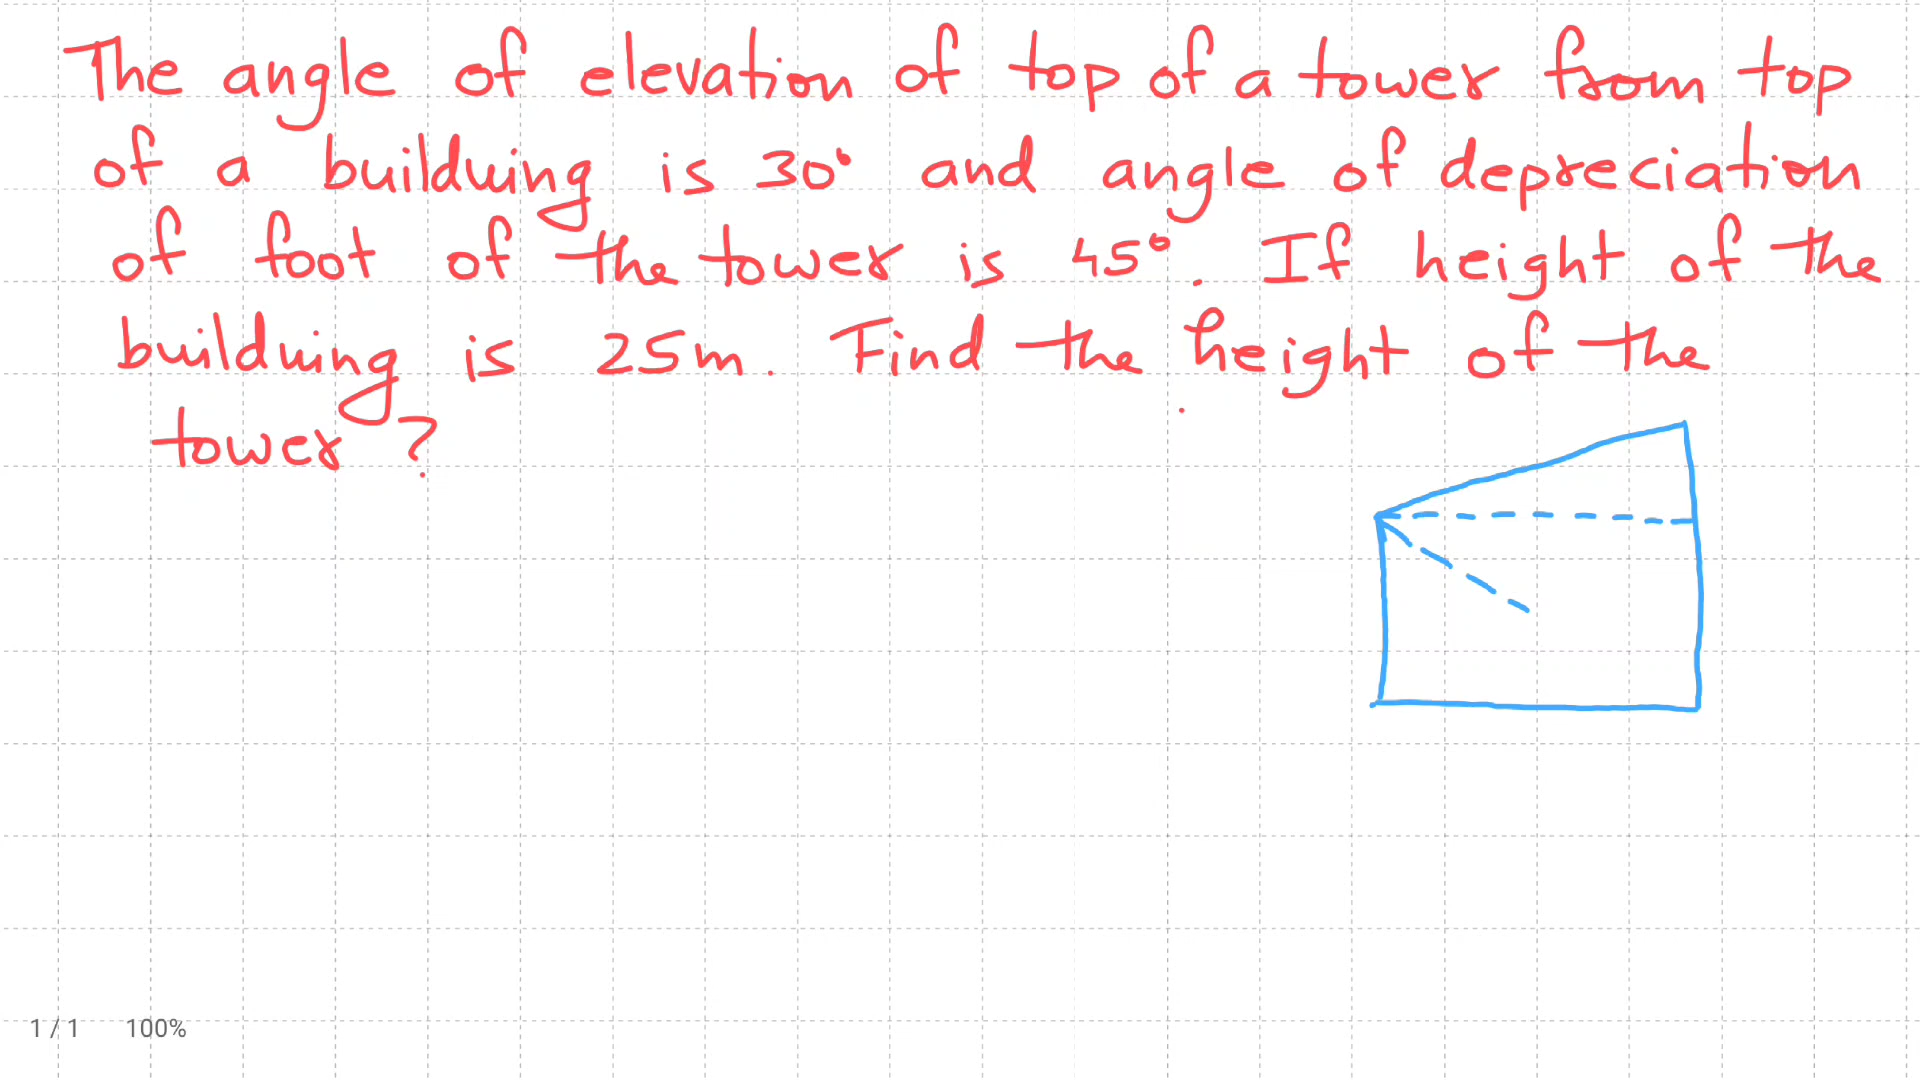 The angle of elevation of top of a tower from top
of a builduing is 30° and angle of depreciation
of foot of the tower is 45°. If height of the
builduing is 25m. Find the height of the
tower ?
1 / 1 100%